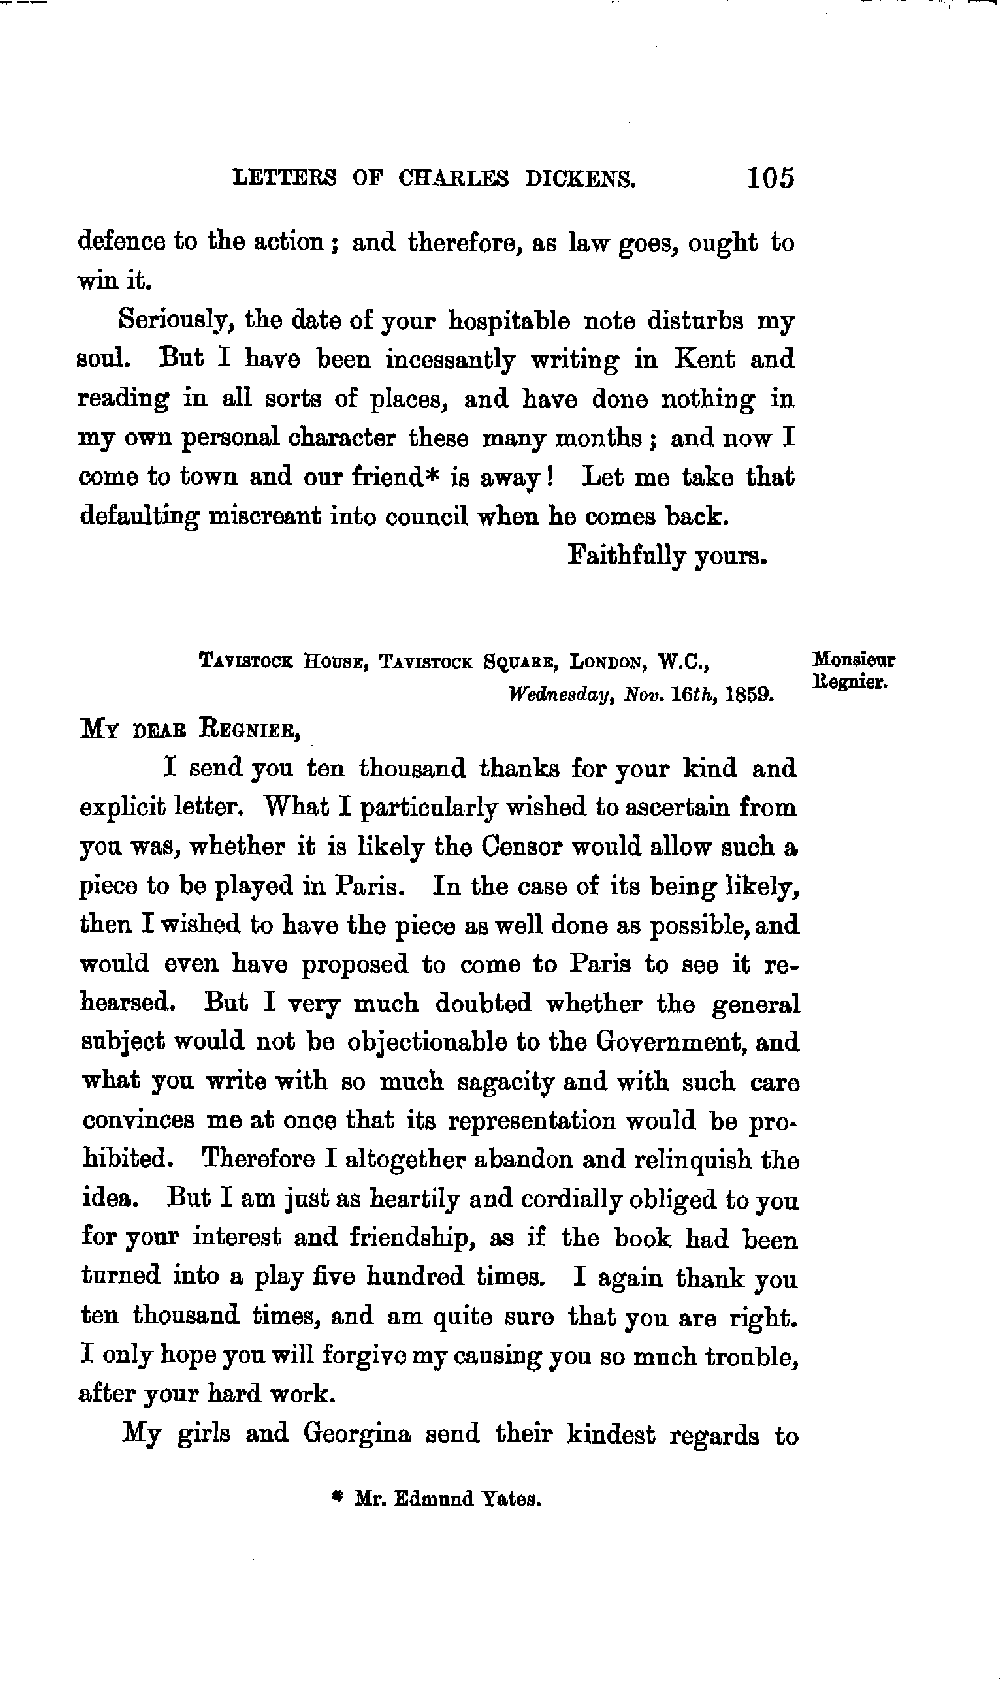 LETTERS OF CHARLES DICKENS. 105
defence to the action ; and therefore, as law goes, ought to
win it.
Seriously, the date of your hospitable note disturbs my
soul. But I have been incessantly writing in Kent and
reading in all sorts of places, and have done nothing in
my own personal character these many months ; and now I
come to town and our friend* is away! Let me take that
defaulting miscreant into council when he comes back.
Faithfully yours.
TAVISTOCK HOUSE, TAVISTOCK SQUARE, LONDON, W.C.,
Wednesday, Nov. 16th, 1859.
Monsieur
Regnier.
MY DEAR REGNIER,
I send you ten thousand thanks for your kind and
explicit letter. What I particularly wished to ascertain from
you was, whether it is likely the Censor would allow such a
piece to be played in Paris. In the case of its being likely,
then I wished to have the piece as well done as possible, and
would even have proposed to come to Paris to see it re-
hearsed. But I very much doubted whether the general
subject would not be objectionable to the Government, and
what you write with so much sagacity and with such care
convinces me at once that its representation would be pro-
hibited. Therefore I altogether abandon and relinquish the
idea. But I am just as heartily and cordially obliged to you
for your interest and friendship, as if the book had been
turned into a play five hundred times. I again thank you
ten thousand times, and am quite sure that you are right.
I only hope you will forgive my causing you so much trouble,
after your hard work.
My girls and Georgina send their kindest regards to
* Mr. Edmund Yates.